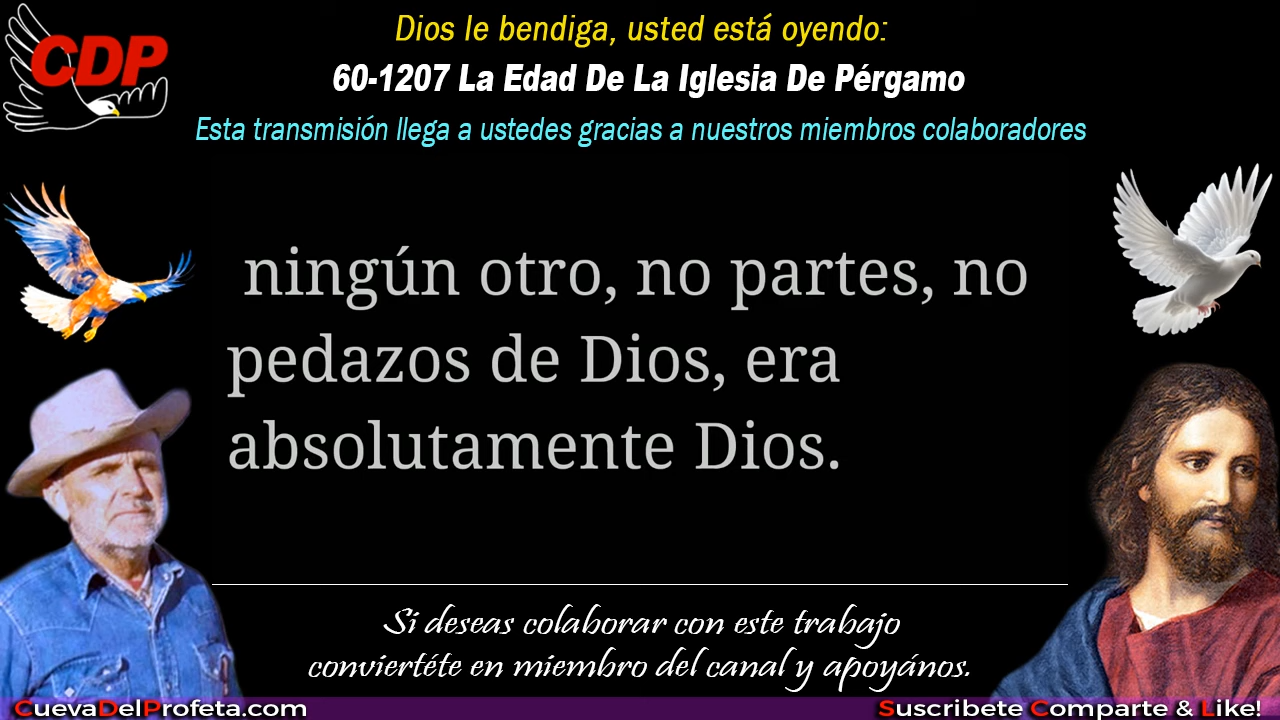 CDP
Dios le bendiga, usted está oyendo:
60-1207 La Edad De La Iglesia De Pérgamo
Esta transmisión llega a ustedes gracias a nuestros miembros colaboradores
ningún otro, no partes, no
pedazos de Dios, era
absolutamente Dios.
Si deseas colaborar con este trabajo
conviertéte en miembro del canal y apoyános.
CuevaDelProfeta.com
Suscribete Comparte & Like!